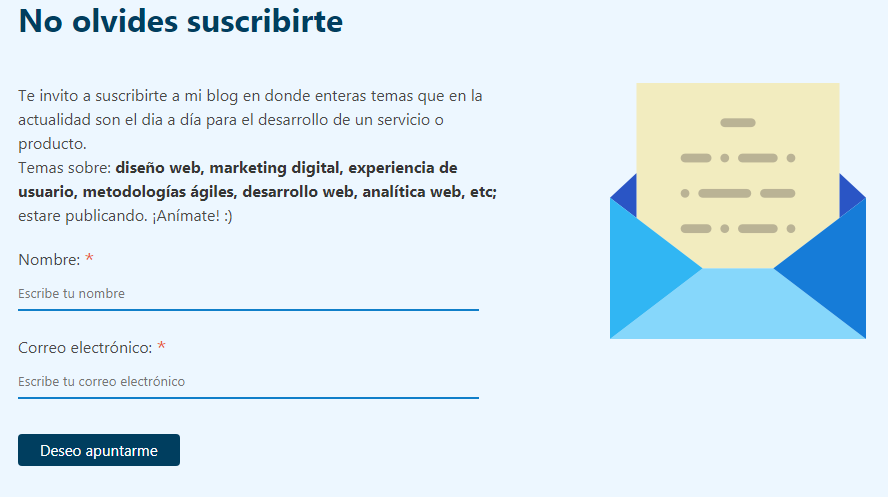 No olvides suscribirte
Te invito a suscribirte a mi blog en donde enteras temas que en la
actualidad son el dia a día para el desarrollo de un servicio o
producto.
Temas sobre: diseño web, marketing digital, experiencia de
usuario, metodologías ágiles, desarrollo web, analítica web, etc;
estare publicando. ¡Anímate! :)
Nombre: *
Escribe tu nombre
Correo electrónico: *
Escribe tu correo electrónico
Deseo apuntarme